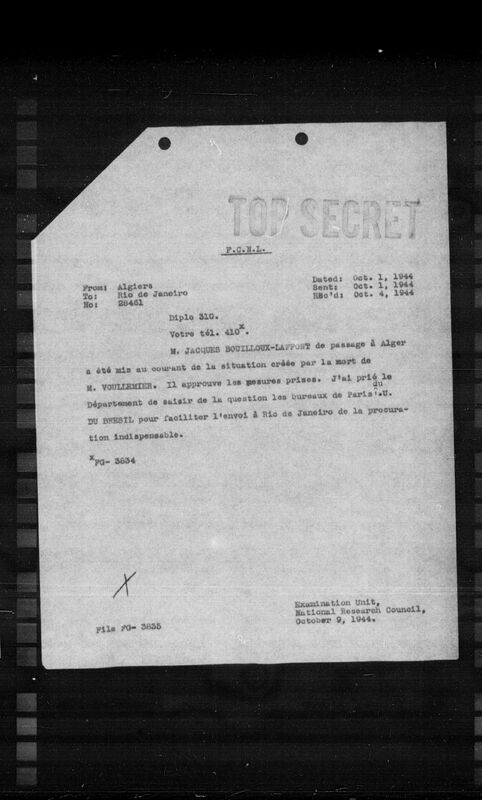 TOP SECRET
F.C.N.L.
From: Algiers
To: Rio de Janeiro
No: 28461
Dated: Oct. 1, 1944
Sent: Oct. 1, 1944
Rec'd: Oct. 4, 1944
Diplo 310.
Votre tél. 410x.
M. JACQUES BOUILLOUX-LAFFONT de passage à Alger
a été mis au courant de la situation créée par la mort de
M. VOULLEMIER. Il approuve les mesures prises. J'ai prié le
du
Département de saisir de la question les bureaux de Paris .U.
DU BRESIL pour faciliter l'envoi à Rio de Janeiro de la procura-
tion indispensable.
xFG- 3834
X
File FG- 3835
Examination Unit,
National Research Council,
October 9, 1944.